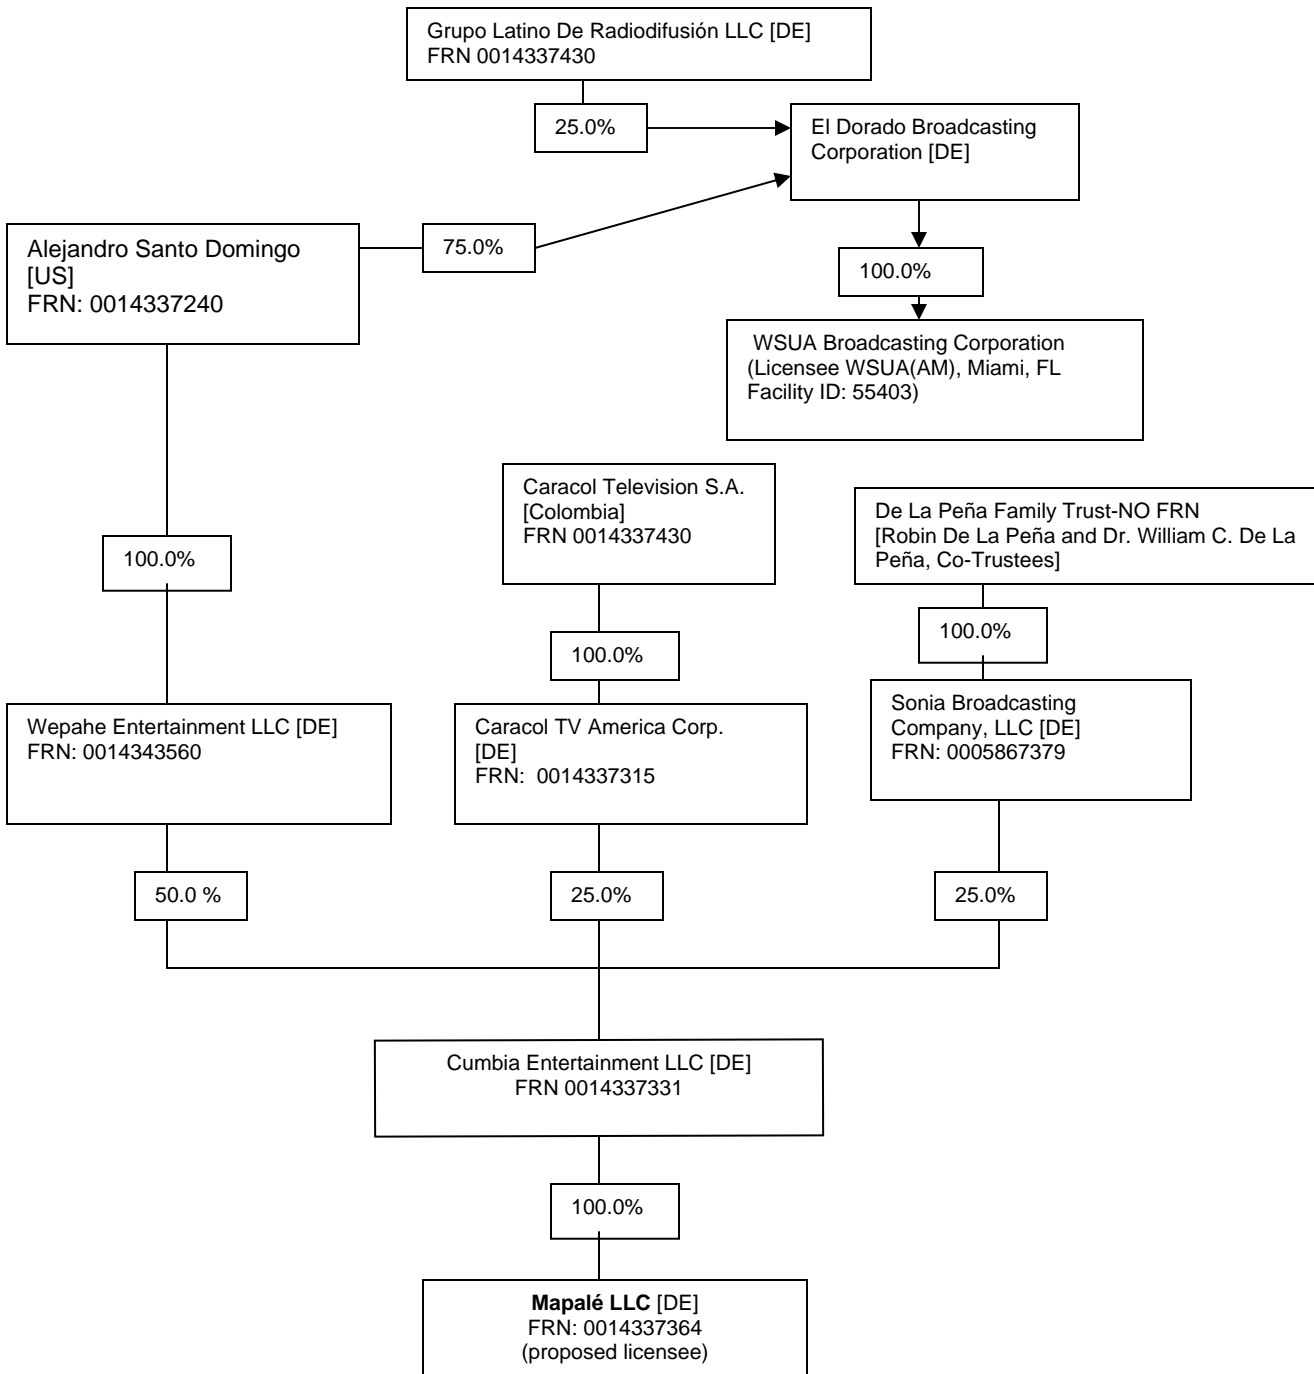 Grupo Latino De Radiodifusión LLC [DE]
FRN 0014337430
25.0%
El Dorado Broadcasting
Corporation [DE]
Alejandro Santo Domingo
[US]
FRN: 0014337240
75.0%
100.0%
WSUA Broadcasting Corporation
(Licensee WSUA(AM), Miami, FL
Facility ID: 55403)
Caracol Television S.A.
[Colombia]
FRN 0014337430
De La Peña Family Trust-NO FRN
[Robin De La Peña and Dr. William C. De La
Peña, Co-Trustees]
100.0%
100.0%
100.0%
Wepahe Entertainment LLC [DE]
FRN: 0014343560
Caracol TV America Corp.
[DE]
FRN:  0014337315
Sonia Broadcasting
Company, LLC [DE]
FRN: 0005867379
50.0 %
25.0%
25.0%
Cumbia Entertainment LLC [DE]
FRN 0014337331
100.0%
Mapalé LLC [DE]
FRN: 0014337364
(proposed licensee)